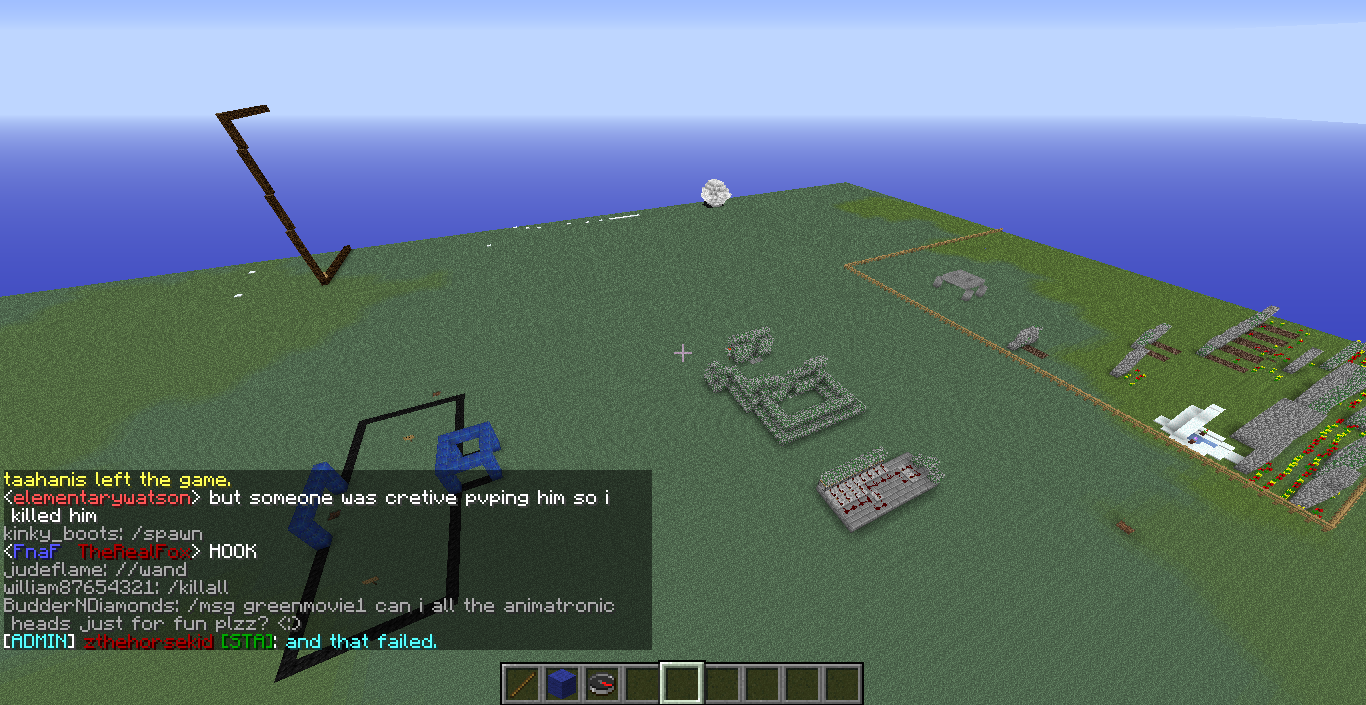 taahanis left the game.
<elementarywatson> but someone was cretive pvping him so i
killed him
kinky_boots: /spawn
<FnaF TheRealFox> HOOK
judeflame: //wand
william87654321: /killall
BudderNDiamonds: /msg greenmovie1 can i all the animatronic
heads just for fun plzz? <:)
[ADMIN] zthehorsekid [STA]: and that failed.